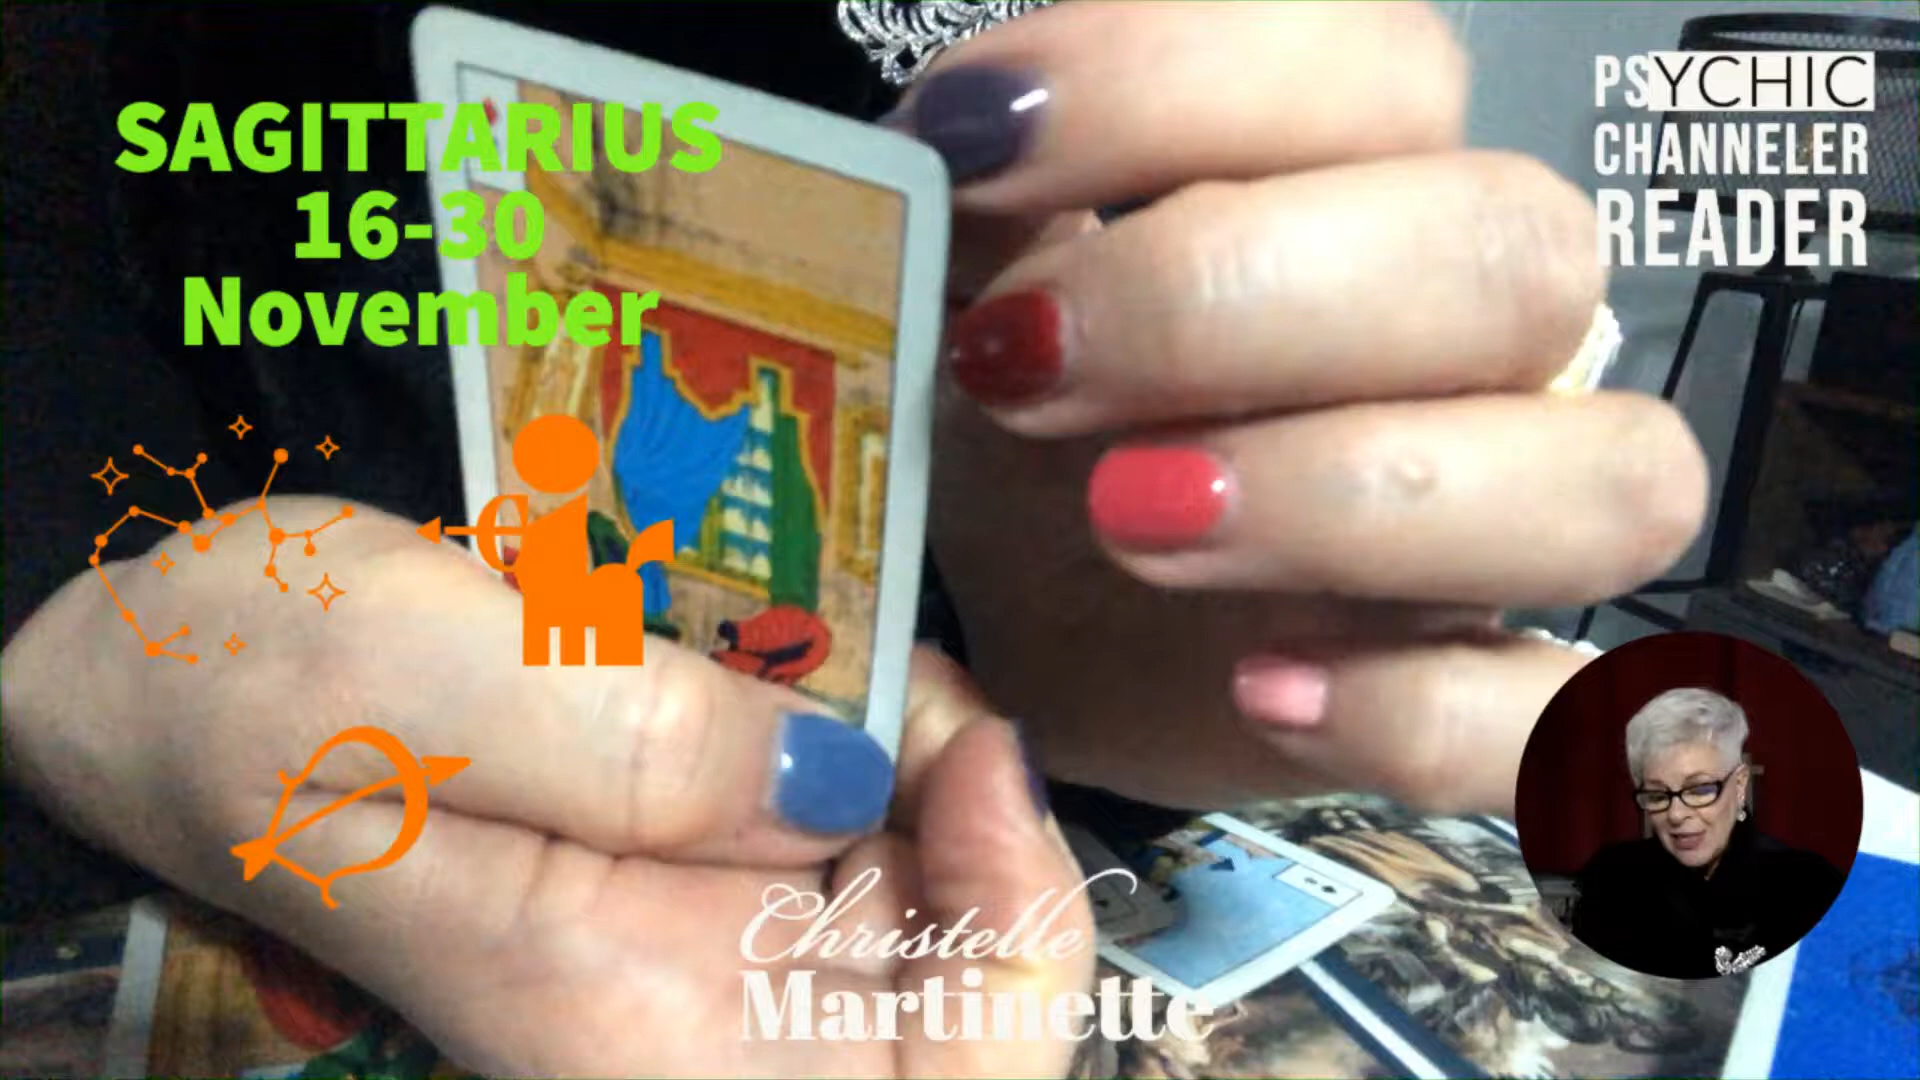 SAGITTARIUS
16-30
November
PSYCHIC
CHANNELER
READER
Christelle
Martinette